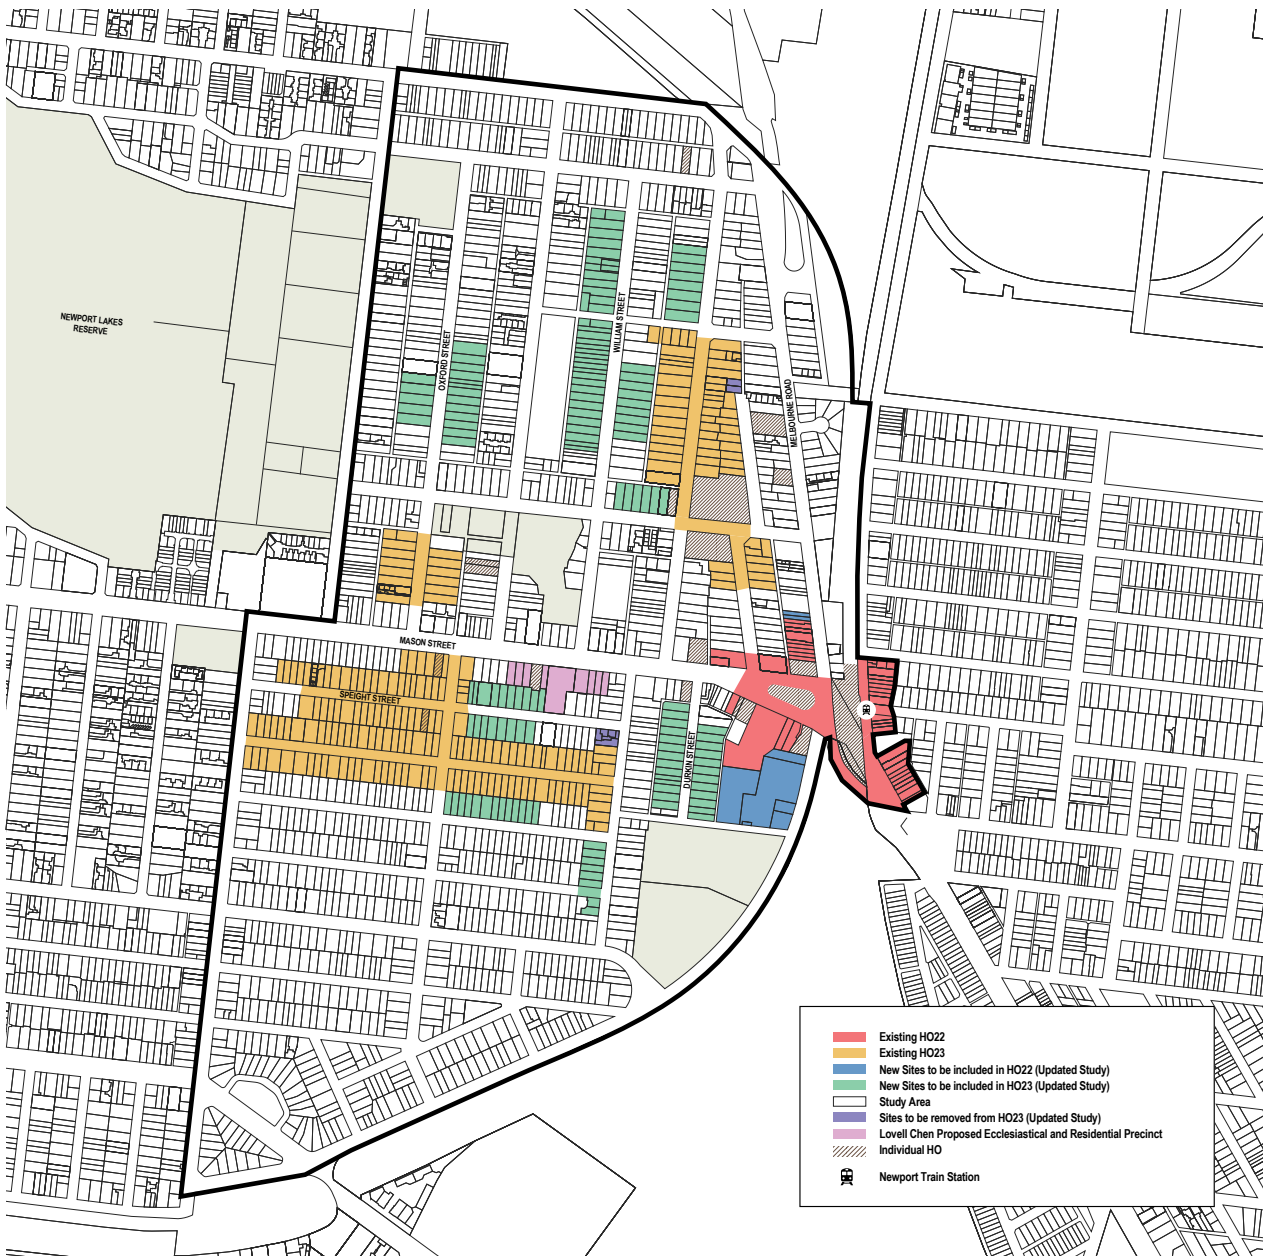 NEWPORT LAKES
RESERVE
WILLIAM STREET
OXFORD STREET
MELBOURNE ROAD
MASON STREET
SPEIGHT STREET
DURKIN STREET
Existing HO22
Existing HO23
New Sites to be included in HO22 (Updated Study)
New Sites to be included in HO23 (Updated Study)
Study Area
Sites to be removed from HO23 (Updated Study)
Lovell Chen Proposed Ecclesiastical and Residential Precinct
Individual HO
Newport Train Station